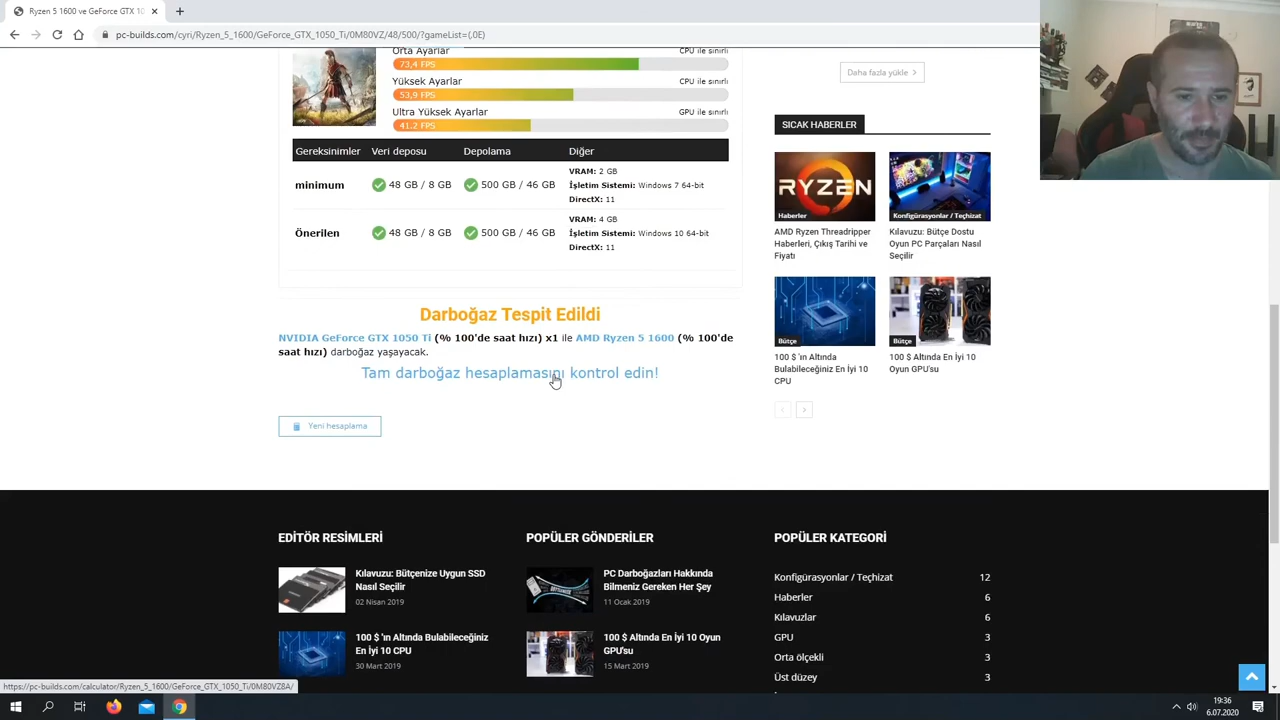 Ryzen 5 1600 ve GeForce GTX 10
pc-builds.com/cyri/Ryzen_5_1600/GeForce_GTX_1050_Ti/0M80VZ/48/500/?gameList=(,0E)
Orta Ayarlar
CPU ile sınırlı
73,4 FPS
Yüksek Ayarlar
CPU ile sınırlı
53,9 FPS
Ultra Yüksek Ayarlar
GPU ile sınırlı
41.2 FPS
Gereksinimler Veri deposu Depolama Diğer
minimum 48 GB / 8 GB 500 GB / 46 GB
VRAM: 2 GB
İşletim Sistemi: Windows 7 64-bit
DirectX: 11
Önerilen 48 GB / 8 GB 500 GB / 46 GB
VRAM: 4 GB
İşletim Sistemi: Windows 10 64-bit
DirectX: 11
Darboğaz Tespit Edildi
NVIDIA GeForce GTX 1050 Ti (% 100'de saat hızı) x1 ile AMD Ryzen 5 1600 (% 100'de
saat hızı) darboğaz yaşayacak.
Tam darboğaz hesaplamasını kontrol edin!
Yeni hesaplama
Daha fazla yükle
SICAK HABERLER
RYZEN
Haberler
AMD Ryzen Threadripper
Haberleri, Çıkış Tarihi ve
Fiyatı
Konfigürasyonlar / Teçhizat
Kılavuzu: Bütçe Dostu
Oyun PC Parçaları Nasıl
Seçilir
Bütçe
100 $ 'ın Altında
Bulabileceğiniz En İyi 10
CPU
Bütçe
100 $ Altında En İyi 10
Oyun GPU'su
EDİTÖR RESİMLERİ
Kılavuzu: Bütçenize Uygun SSD
Nasıl Seçilir
02 Nisan 2019
100 $ 'ın Altında Bulabileceğiniz
En İyi 10 CPU
30 Mart 2019
POPÜLER GÖNDERİLER
PC Darboğazları Hakkında
Bilmeniz Gereken Her Şey
11 Ocak 2019
100 $ Altında En İyi 10 Oyun
GPU'su
15 Mart 2019
POPÜLER KATEGORİ
Konfigürasyonlar / Teçhizat 12
Haberler 6
Kılavuzlar 6
GPU 3
Orta ölçekli 3
Üst düzey 3
https://pc-builds.com/calculator/Ryzen_5_1600/GeForce_GTX_1050_Ti/0M80VZ8A/
19:36
6.07.2020